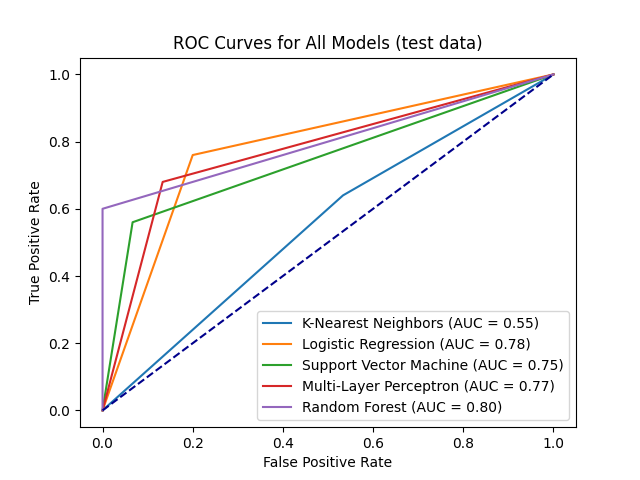 ROC Curves for All Models (test data)
True Positive Rate
1.0
0.8
0.6
0.4
0.2
0.0
K-Nearest Neighbors (AUC = 0.55)
Logistic Regression (AUC = 0.78)
Support Vector Machine (AUC = 0.75)
Multi-Layer Perceptron (AUC = 0.77)
Random Forest (AUC = 0.80)
0.0 0.2 0.4 0.6 0.8 1.0
False Positive Rate